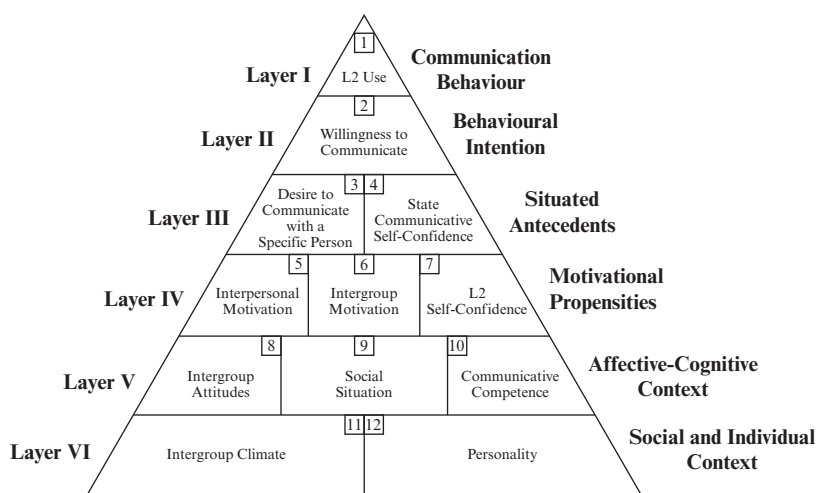 1
Layer I
L2 Use
Communication
Behaviour
2
Layer II
Willingness to
Communicate
Behavioural
Intention
3 4
Layer III
Desire to
Communicate
with a
Specific Person
State
Communicative
Self-Confidence
Situated
Antecedents
5 6 7
Layer IV
Interpersonal
Motivation
Intergroup
Motivation
L2
Self-Confidence
Motivational
Propensities
8 9 10
Layer V
Intergroup
Attitudes
Social
Situation
Communicative
Competence
Affective-Cognitive
Context
11 12
Layer VI
Intergroup Climate
Personality
Social and Individual
Context